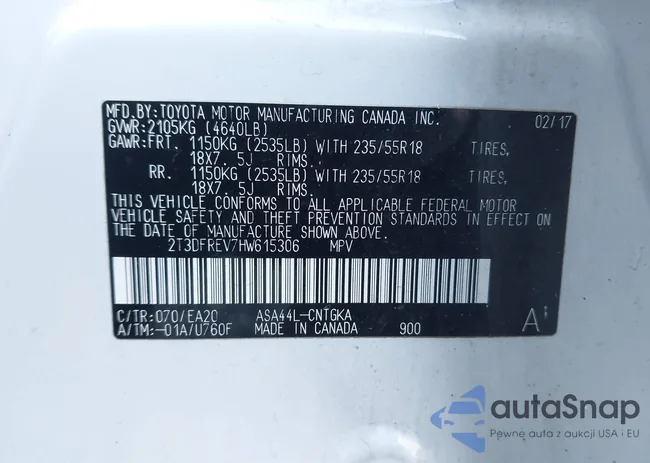 MFD.BY:TOYOTA MOTOR MANUFACTURING CANADA INC. 02/17
GVWR:2105KG (4640LB)
GAWR:FRT. 1150KG (2535LB) WITH 235/55R18 TIRES,
18X7. 5J RIMS.
RR. 1150KG (2535LB) WITH 235/55R18 TIRES,
18X7. 5J RIMS.
THIS VEHICLE CONFORMS TO ALL APPLICABLE FEDERAL MOTOR
VEHICLE SAFETY AND THEFT PREVENTION STANDARDS IN EFFECT ON
THE DATE OF MANUFACTURE SHOWN ABOVE.
2T3DFREV7HW615306 MPV
C/TR:070/EA20 ASA44L-CNTGKA
A/TM:-01A/U760F MADE IN CANADA 900 A'
autaSnap
Pewne auta z aukcji USA i EU